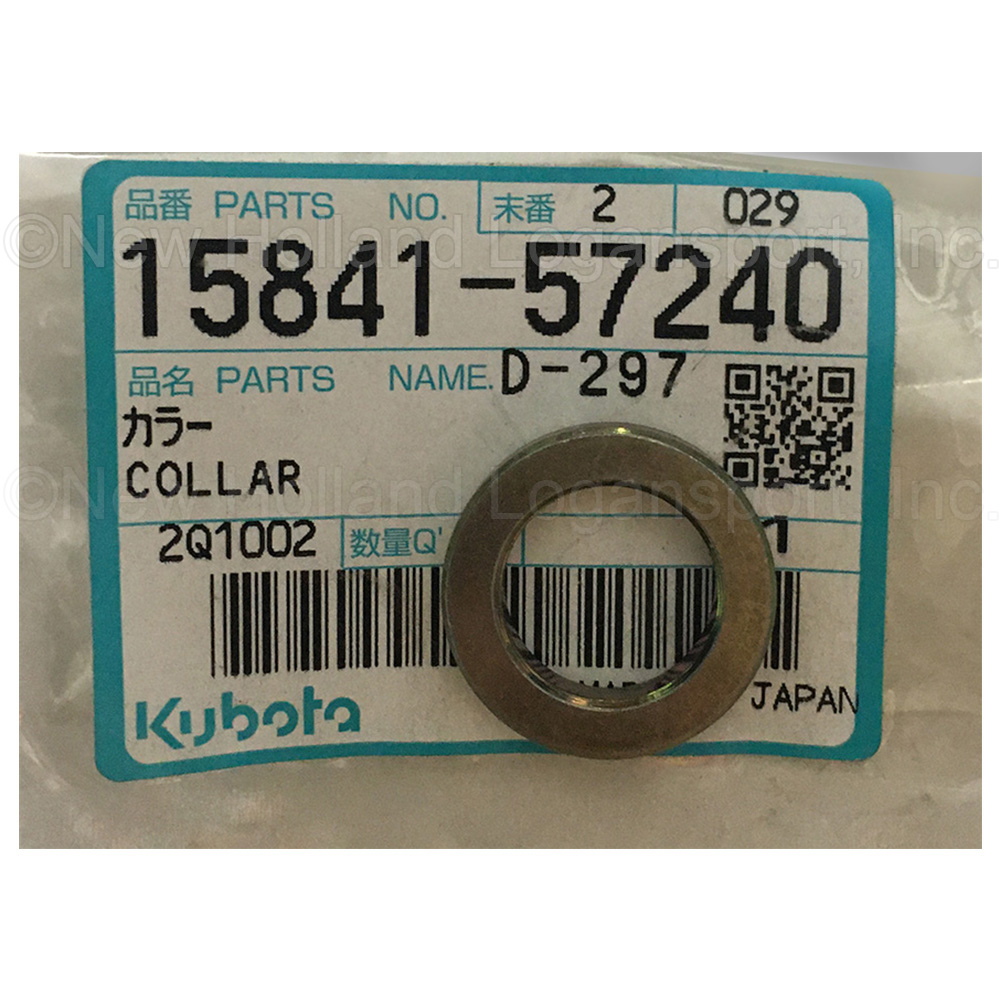 品番 PARTS NO. 末番 2 029
©New Holland Logansport, Inc.
15841-57240
品名 PARTS NAME. D-297
カラー
COLLAR
©New Holland Logansport, Inc.
2Q1002 数量Q' 1
JAPAN
Kubota